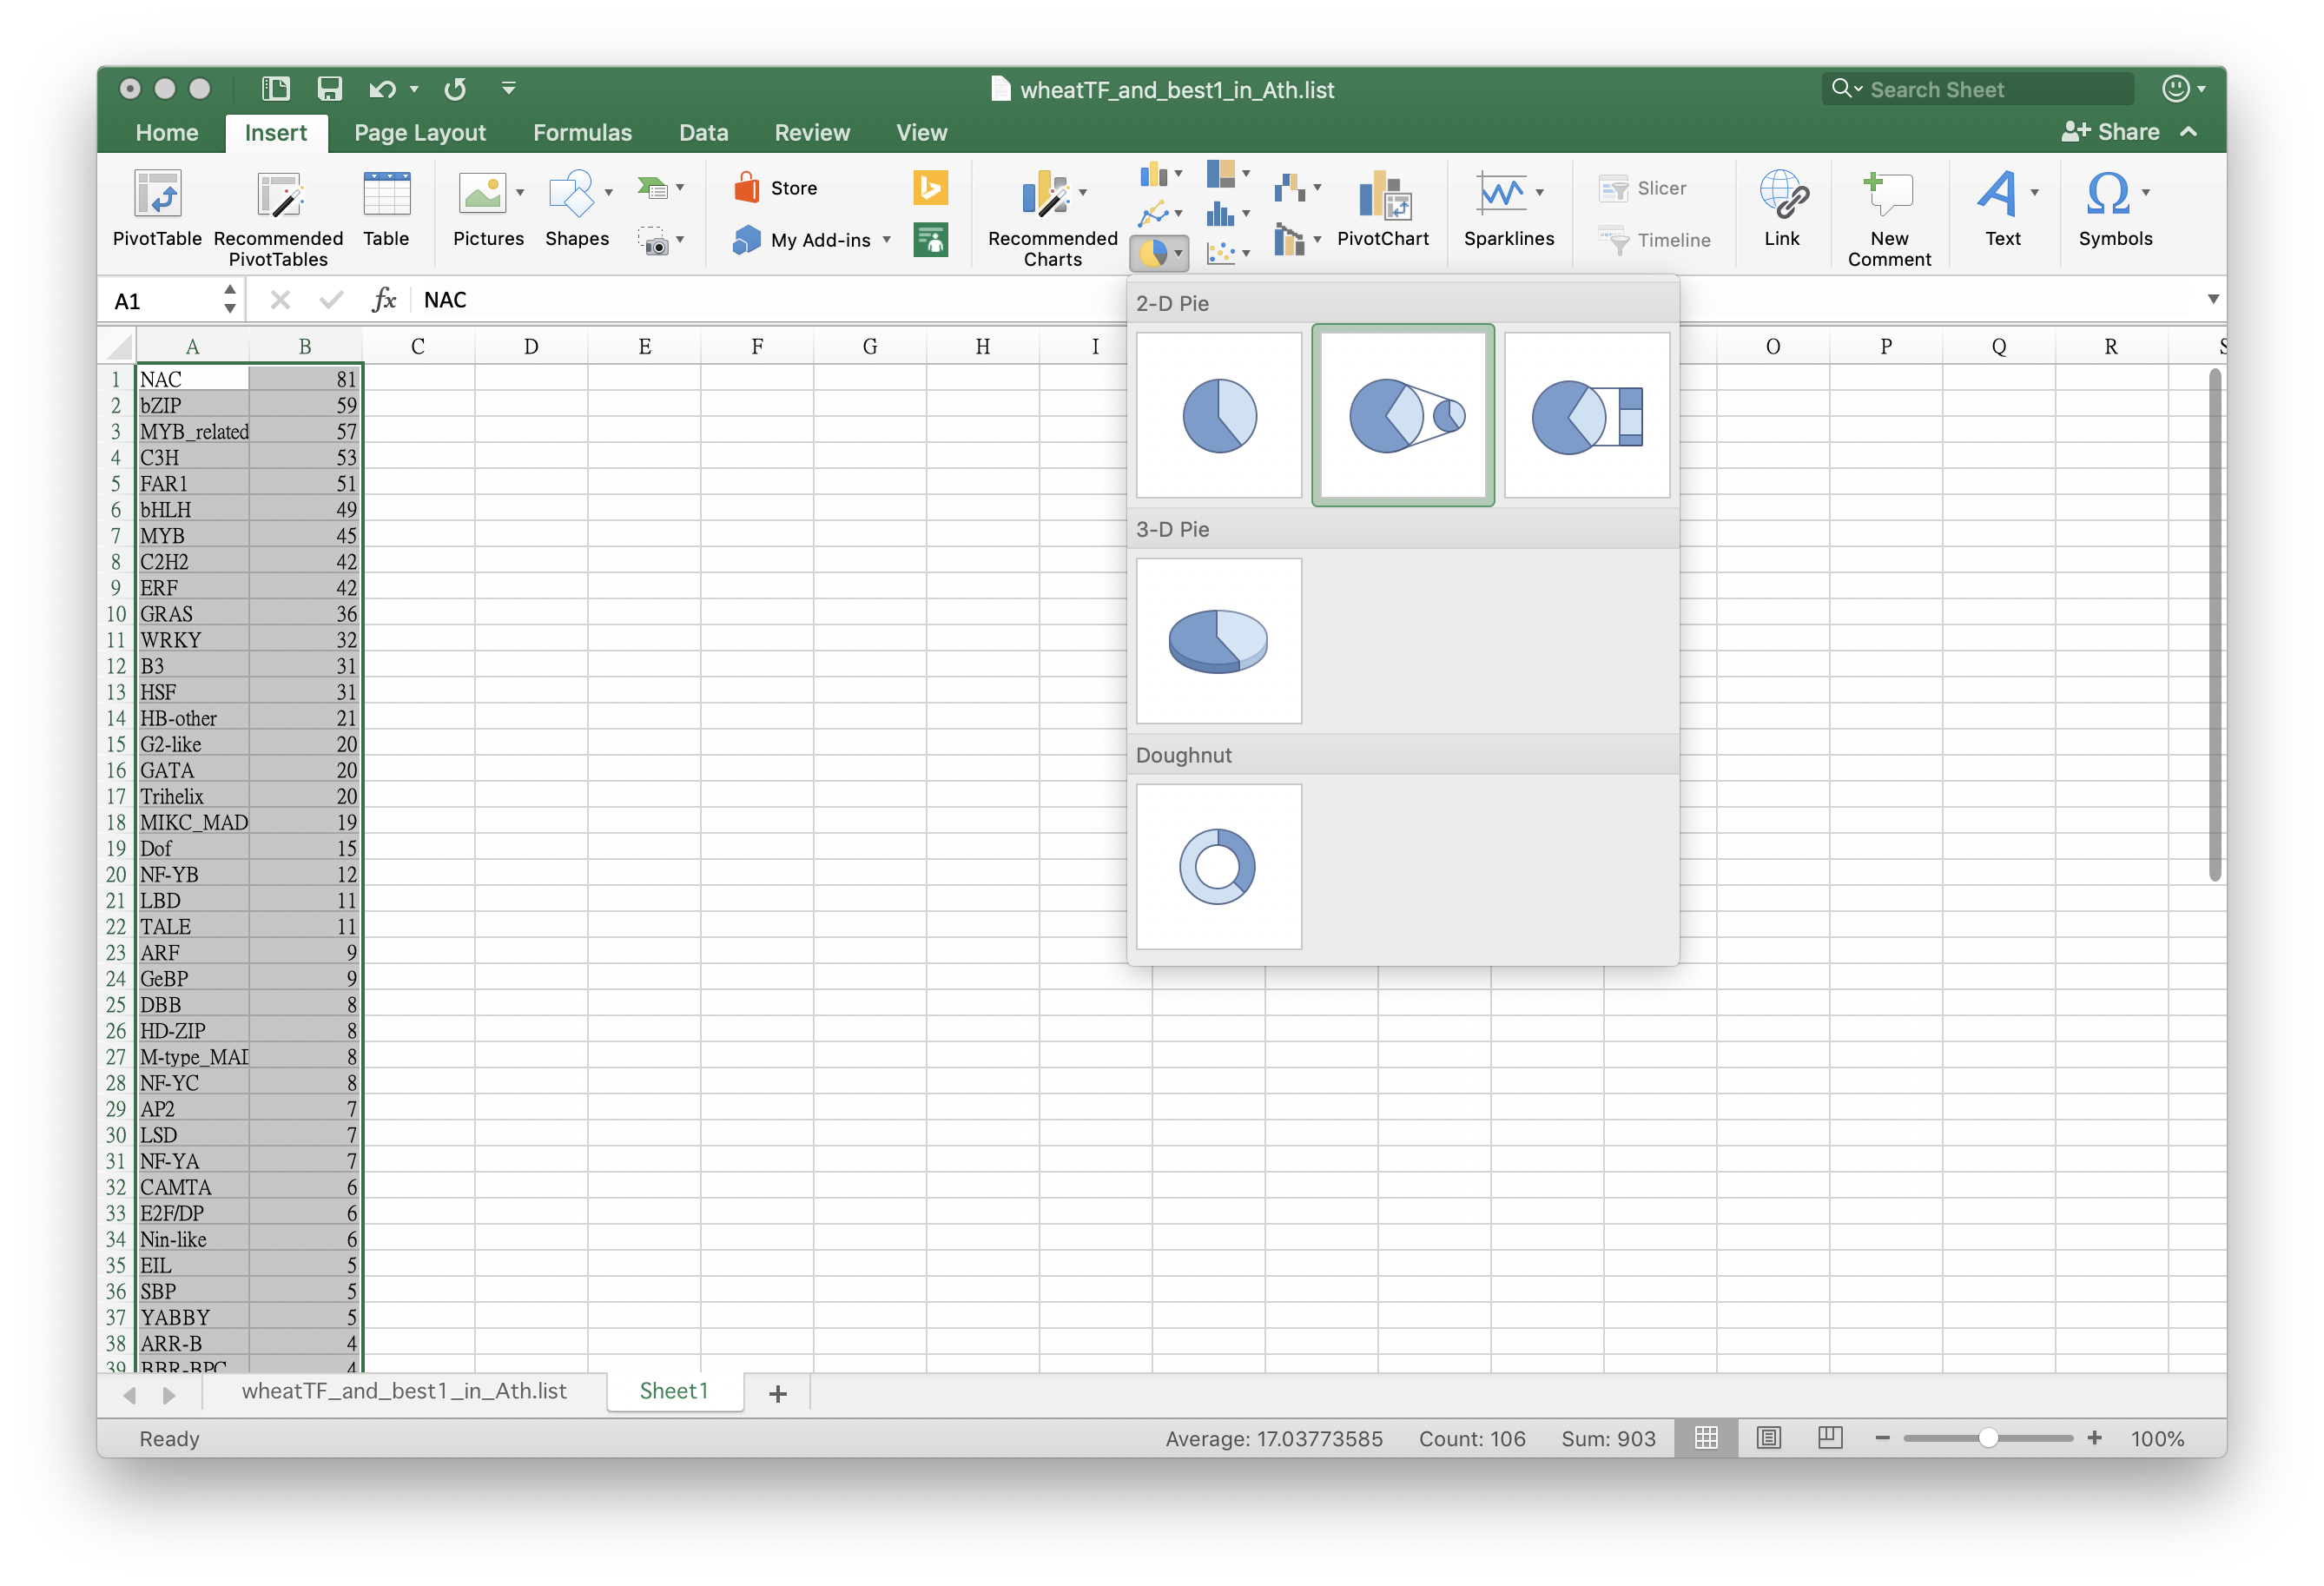 wheatTF_and_best1_in_Ath.list
Search Sheet
Home Insert Page Layout Formulas Data Review View Share
PivotTable
Recommended PivotTables
Table
Pictures
Shapes
Store
My Add-ins
Recommended Charts
PivotChart
Sparklines
Slicer
Timeline
Link
New Comment
Text
Symbols
A1 fx NAC
2-D Pie
3-D Pie
Doughnut
A B C D E F G H I O P Q R S
1 NAC 81
2 bZIP 59
3 MYB_related 57
4 C3H 53
5 FAR1 51
6 bHLH 49
7 MYB 45
8 C2H2 42
9 ERF 42
10 GRAS 36
11 WRKY 32
12 B3 31
13 HSF 31
14 HB-other 21
15 G2-like 20
16 GATA 20
17 Trihelix 20
18 MIKC_MAD 19
19 Dof 15
20 NF-YB 12
21 LBD 11
22 TALE 11
23 ARF 9
24 GeBP 9
25 DBB 8
26 HD-ZIP 8
27 M-type_MAD 8
28 NF-YC 8
29 AP2 7
30 LSD 7
31 NF-YA 7
32 CAMTA 6
33 E2F/DP 6
34 Nin-like 6
35 EIL 5
36 SBP 5
37 YABBY 5
38 ARR-B 4
39 BBR-BPC 4
wheatTF_and_best1_in_Ath.list Sheet1 +
Ready Average: 17.03773585 Count: 106 Sum: 903 100%